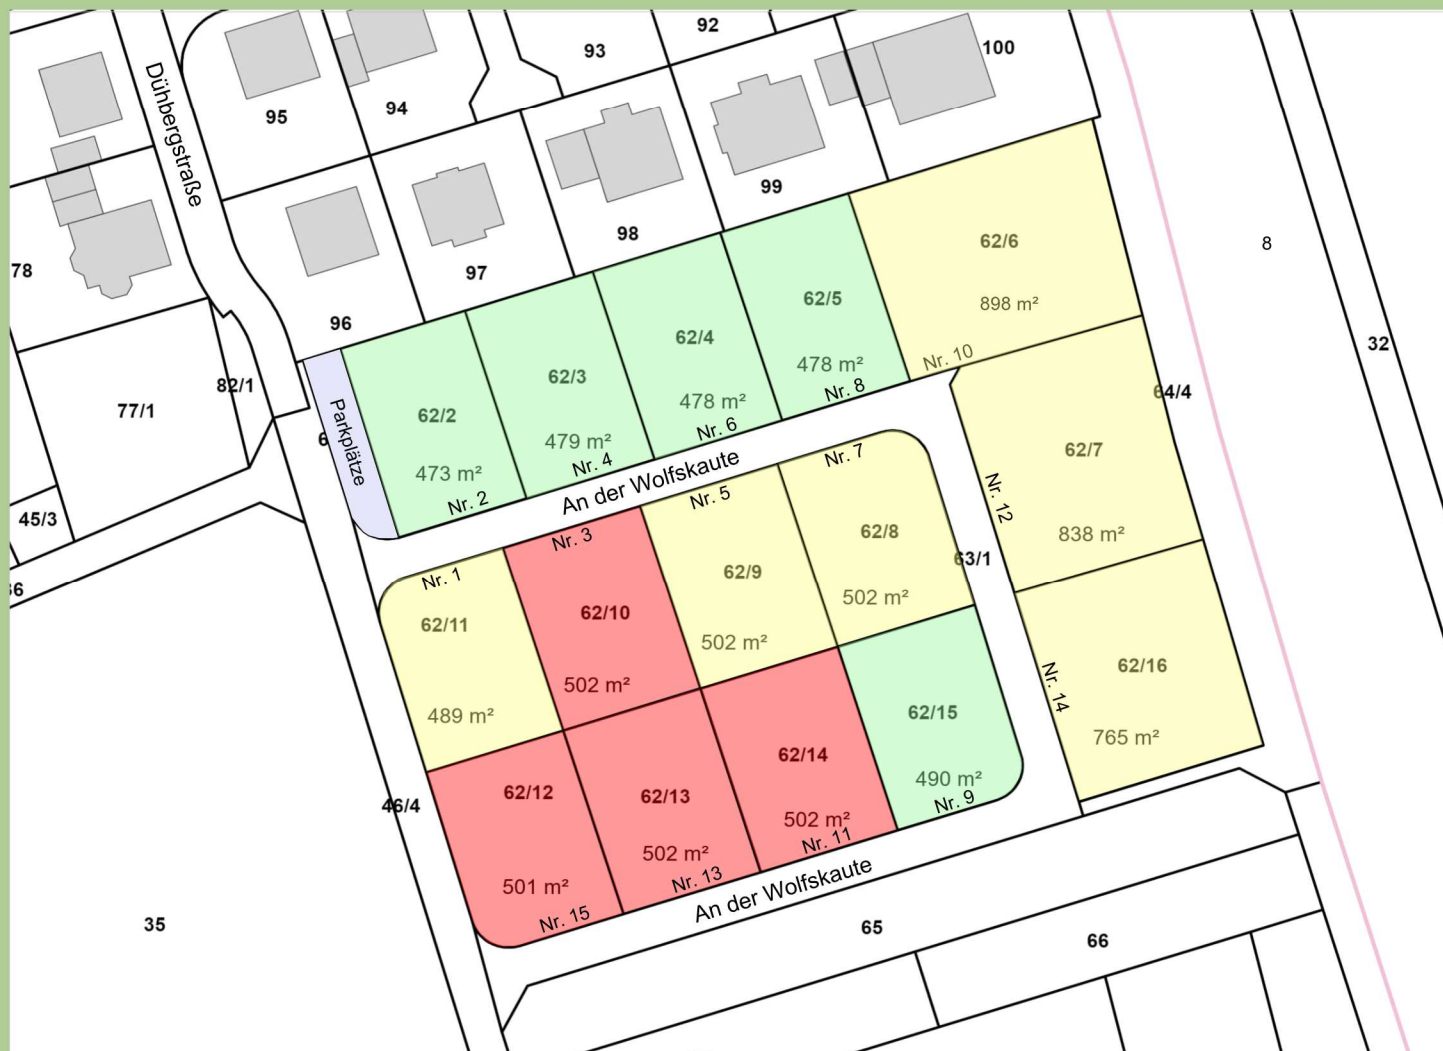 92
93
100
Dühbergstraße
95
94
99
98
97
96
78
8
32
62/6
898 m²
Nr. 10
62/5
478 m²
Nr. 8
62/4
478 m²
Nr. 6
62/3
479 m²
Nr. 4
62/2
473 m²
Nr. 2
Parkplätze
82/1
77/1
45/3
64/4
An der Wolfskaute
62/7
838 m²
Nr. 12
63/1
Nr. 7
62/8
502 m²
Nr. 5
62/9
502 m²
Nr. 3
62/10
502 m²
Nr. 1
62/11
489 m²
62/16
765 m²
Nr. 14
62/15
490 m²
Nr. 9
62/14
502 m²
Nr. 11
62/13
502 m²
Nr. 13
62/12
501 m²
Nr. 15
46/4
An der Wolfskaute
35
65
66